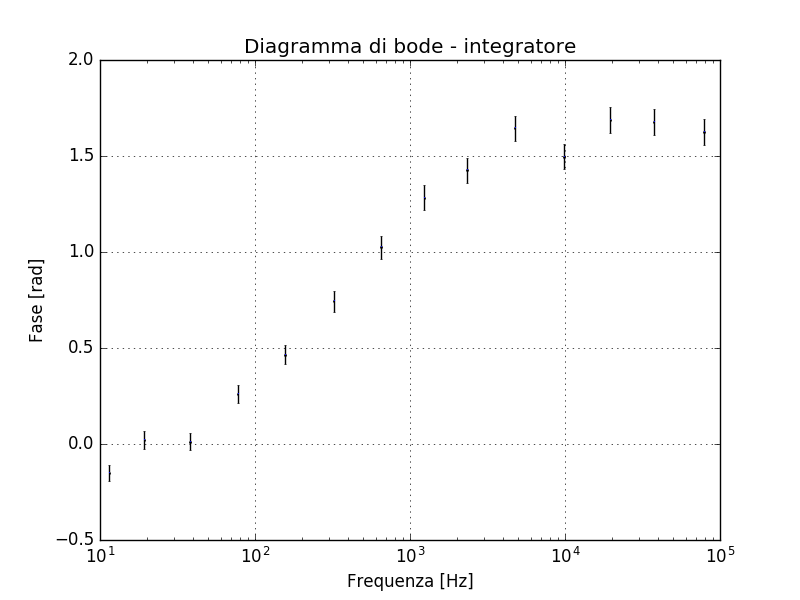 Diagramma di bode - integratore
2.0
1.5
1.0
0.5
0.0
−0.5
Fase [rad]
10¹ 10² 10³ 10⁴ 10⁵
Frequenza [Hz]